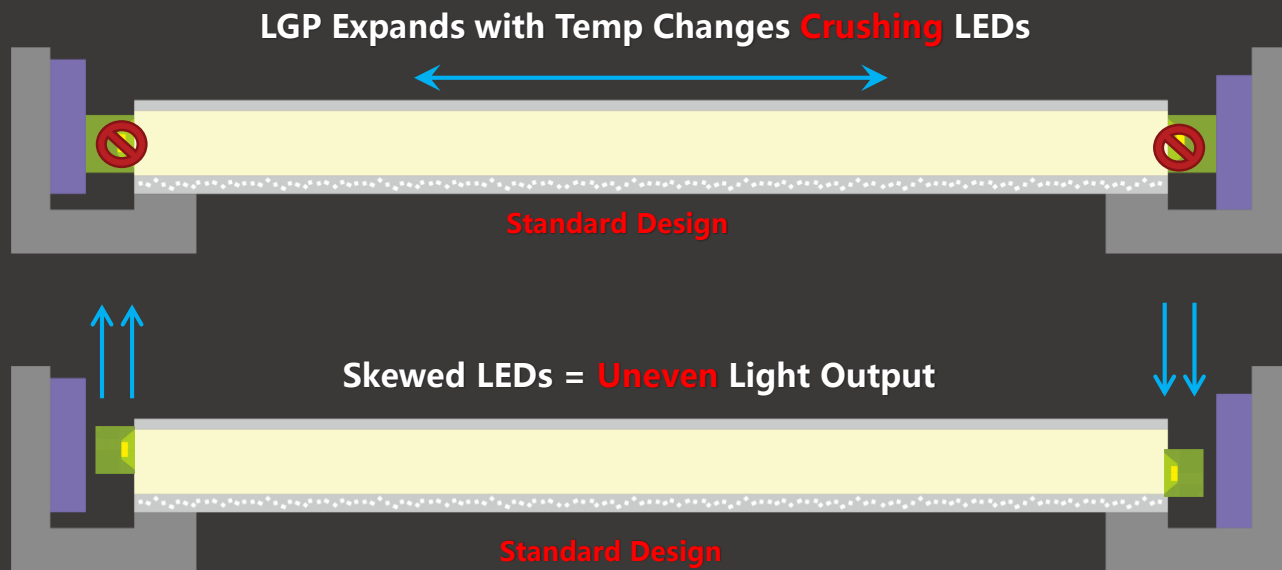 LGP Expands with Temp Changes Crushing LEDs
Standard Design
Skewed LEDs = Uneven Light Output
Standard Design